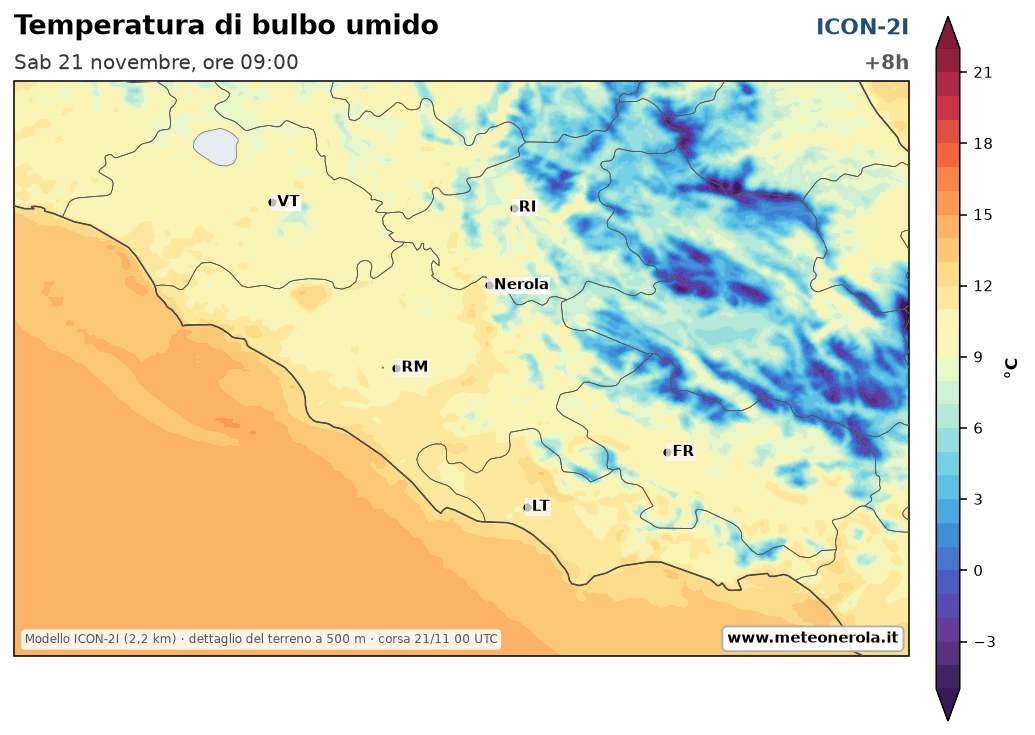 Temperatura di bulbo umido
ICON-2I
Sab 21 novembre, ore 09:00
+8h
21
18
15
12
9
6
3
0
−3
°C
VT
RI
Nerola
RM
FR
LT
Modello ICON-2I (2,2 km) · dettaglio del terreno a 500 m · corsa 21/11 00 UTC
www.meteonerola.it